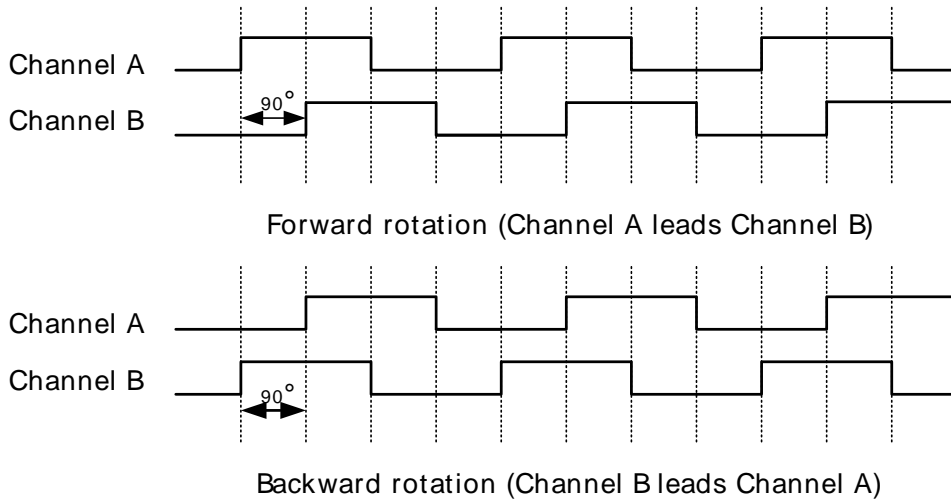 Channel A
90°
Channel B
Forward rotation (Channel A leads Channel B)
Channel A
Channel B
90°
Backward rotation (Channel B leads Channel A)